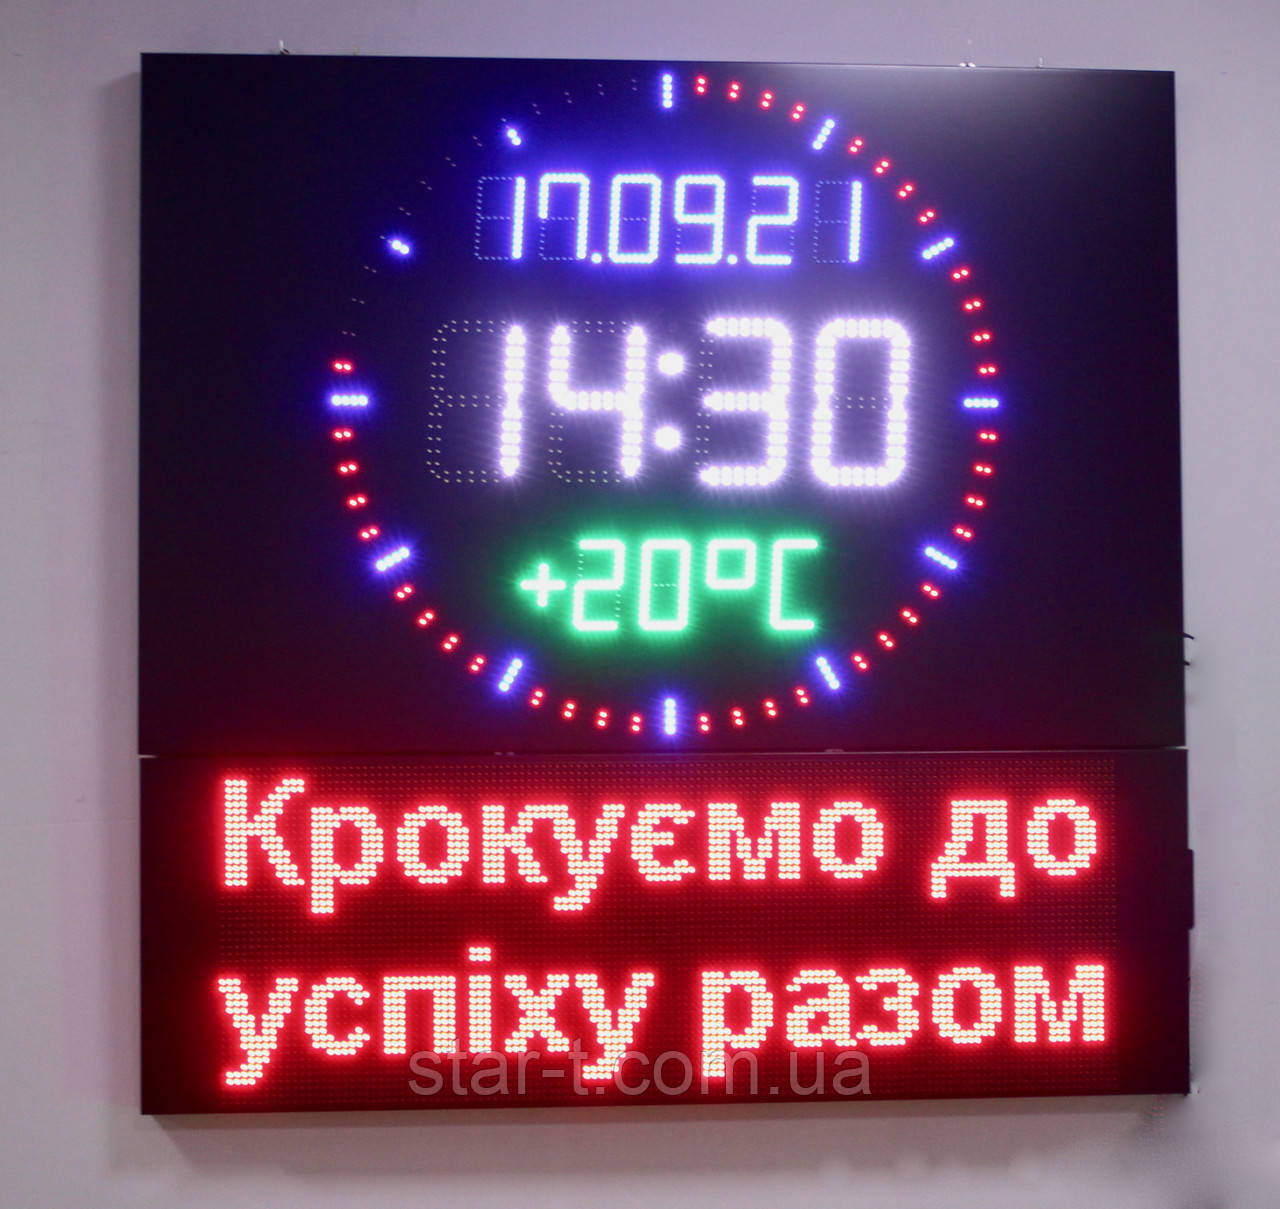 17.09.21
14:30
+20°C
Крокуємо до
успіху разом
star-t.com.ua